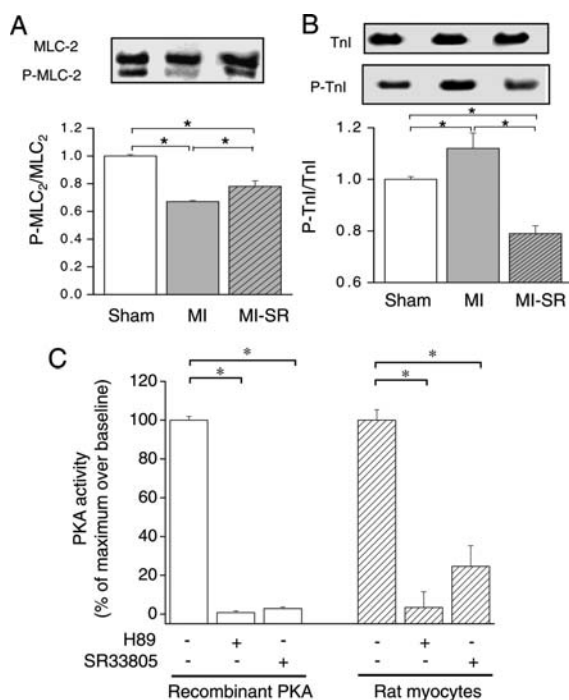 A
MLC-2
P-MLC-2
P-MLC2/MLC2
1.2
1.0
0.8
0.6
0.4
0.2
0.0
* * *
Sham MI MI-SR
B
TnI
P-TnI
P-TnI/TnI
1.2
1.0
0.8
0.6
* * *
Sham MI MI-SR
C
PKA activity
(% of maximum over baseline)
120
100
80
60
40
20
0
* * * *
H89 - + - - + -
SR33805 - - + - - +
Recombinant PKA Rat myocytes